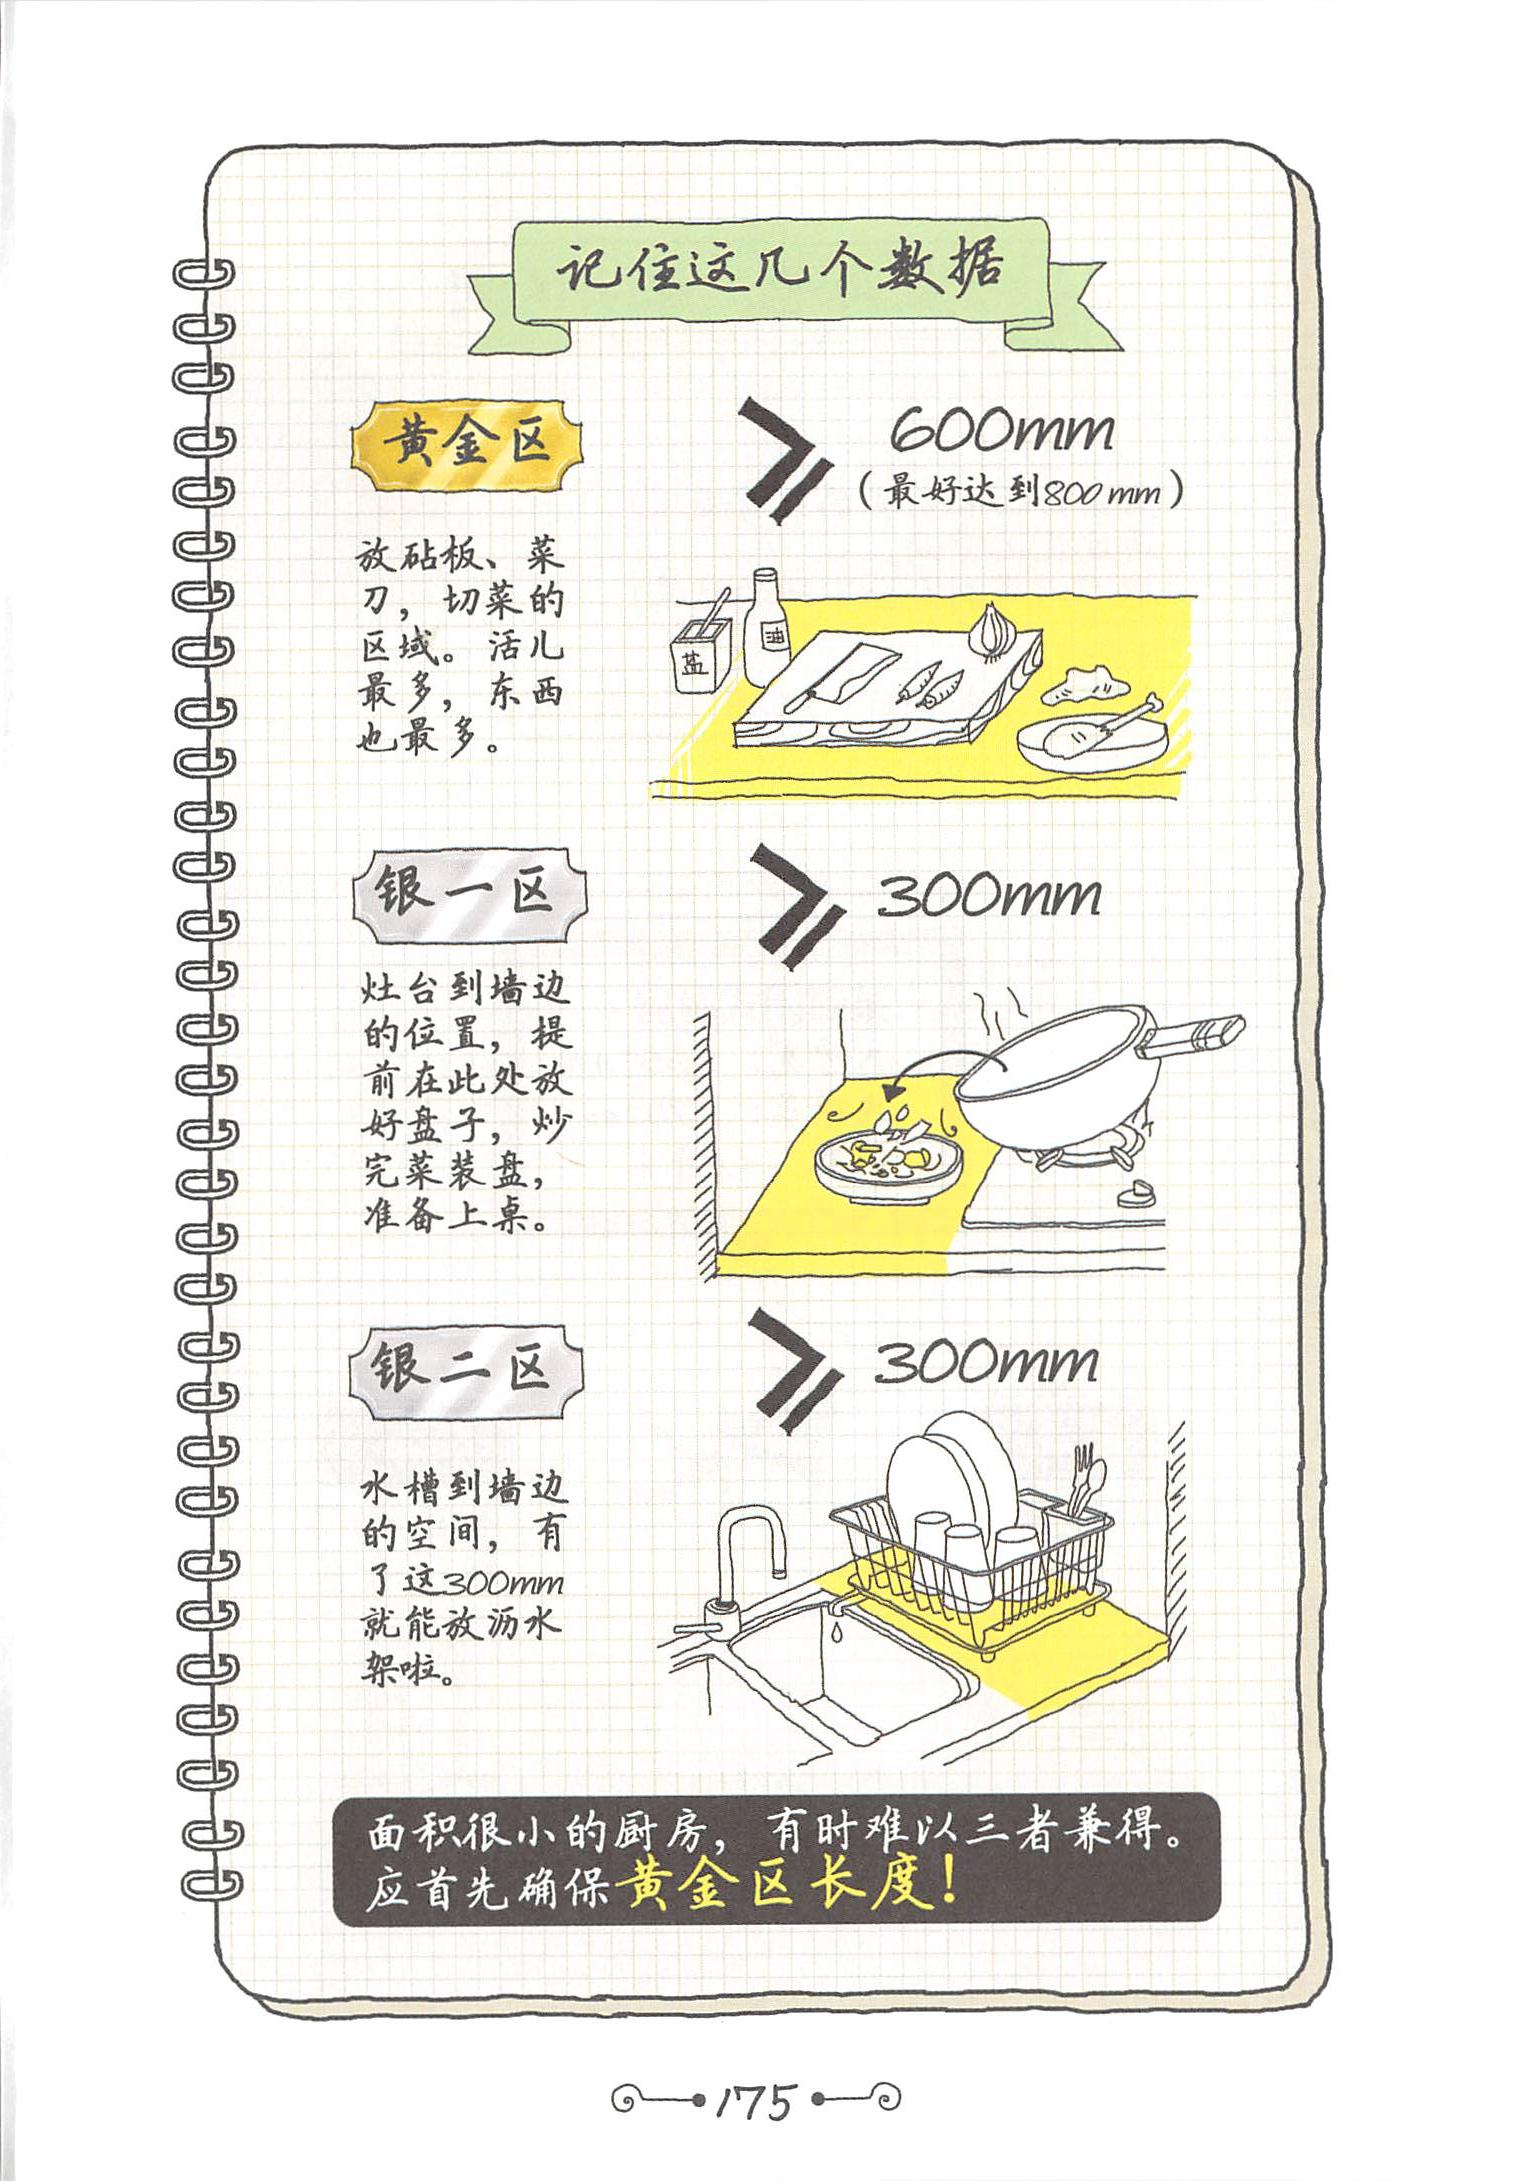 记住这几个数据
黄金区
≥ 600mm
(最好达到800mm)
放砧板、菜
刀，切菜的
区域。活儿
最多，东西
也最多。
盐
油
银一区
≥ 300mm
灶台到墙边
的位置，提
前在此处放
好盘子，炒
完菜装盘，
准备上桌。
银二区
≥ 300mm
水槽到墙边
的空间，有
了这300mm
就能放沥水
架啦。
面积很小的厨房，有时难以三者兼得。
应首先确保黄金区长度！
175